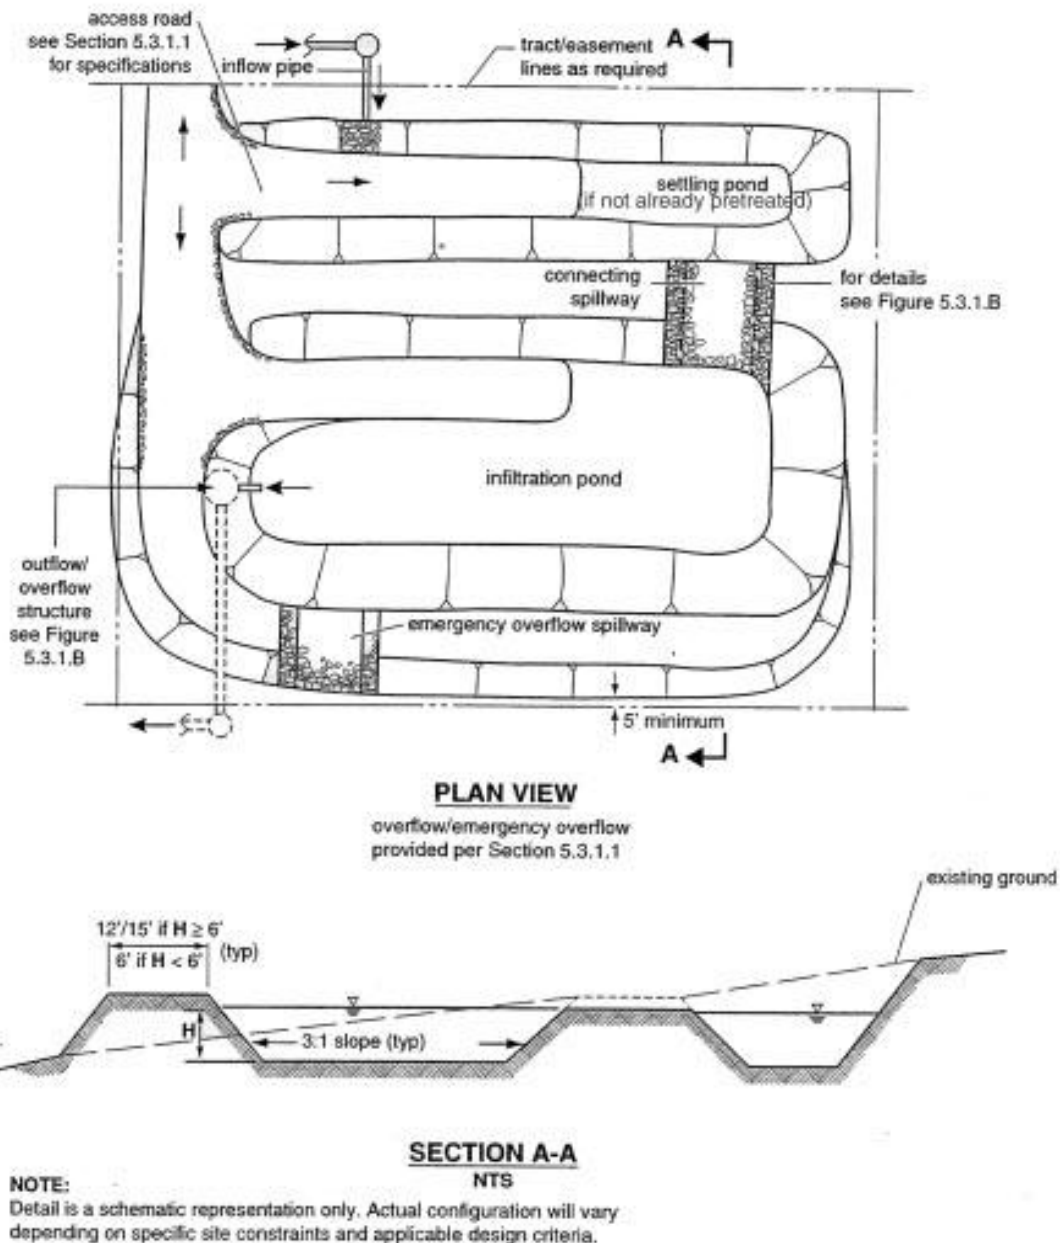 access road
see Section 5.3.1.1
for specifications
inflow pipe
tract/easement
lines as required
A
settling pond
(if not already pretreated)
connecting
spillway
for details
see Figure 5.3.1.B
infiltration pond
outflow/
overflow
structure
see Figure
5.3.1.B
emergency overflow spillway
5' minimum
A
PLAN VIEW
overflow/emergency overflow
provided per Section 5.3.1.1
existing ground
12'/15' if H ≥ 6'
(typ)
6' if H < 6'
H
3:1 slope (typ)
SECTION A-A
NTS
NOTE:
Detail is a schematic representation only. Actual configuration will vary
depending on specific site constraints and applicable design criteria.